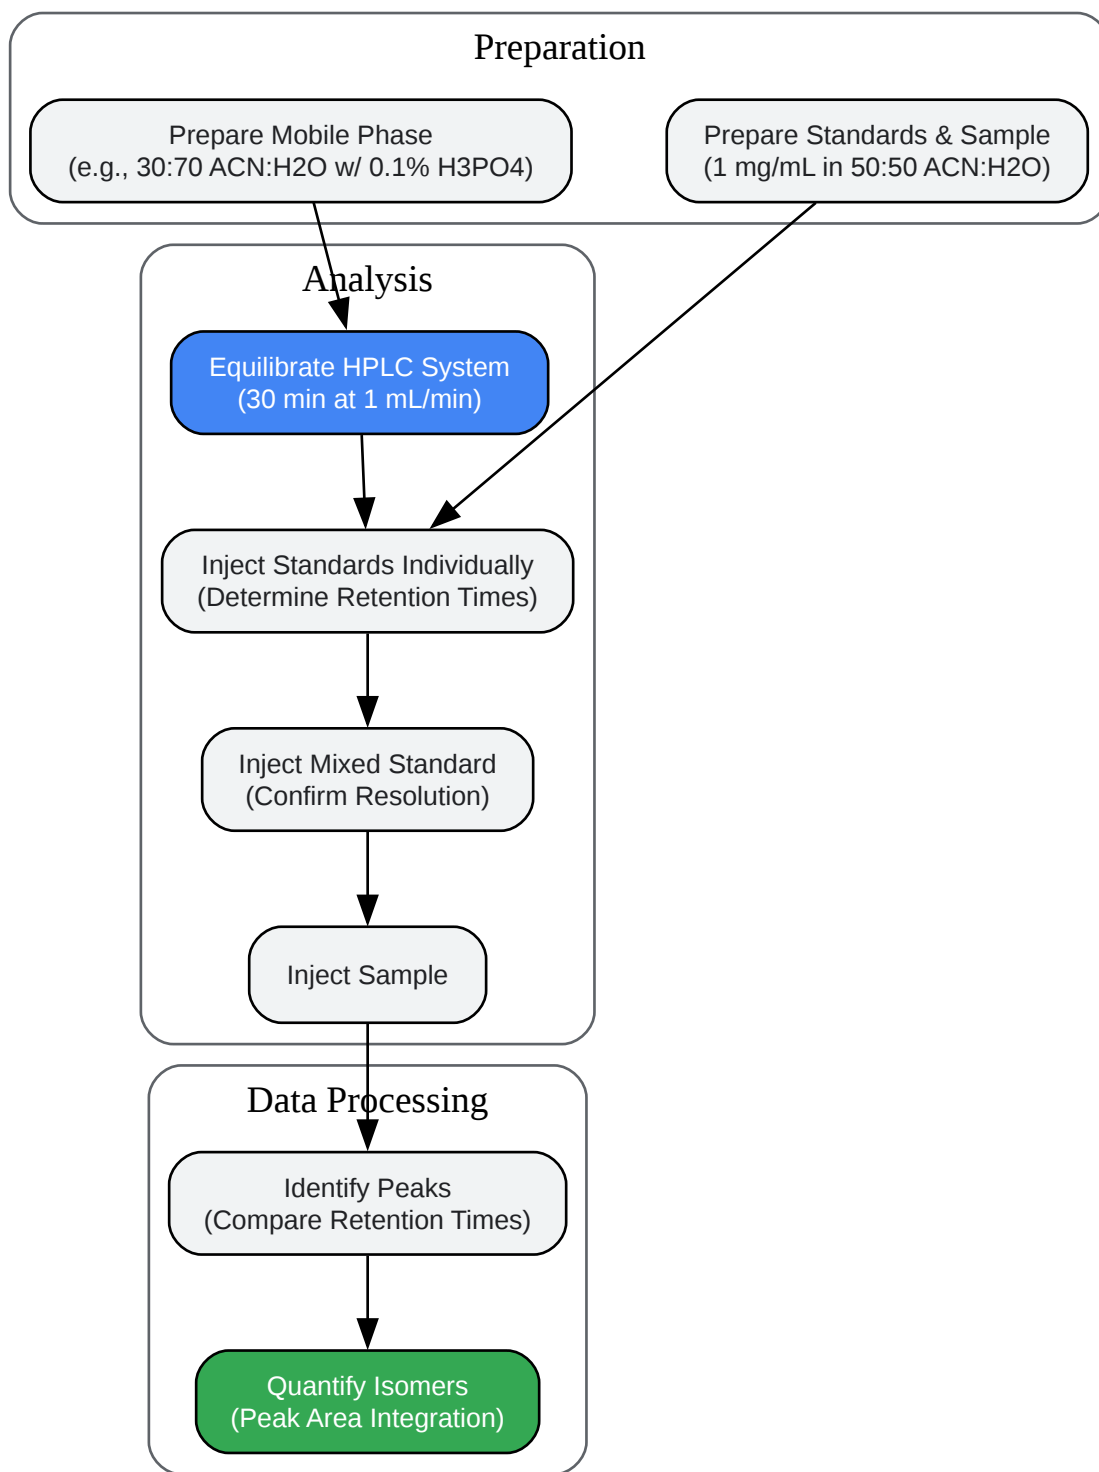 Preparation
Prepare Mobile Phase
(e.g., 30:70 ACN:H2O w/ 0.1% H3PO4)
Prepare Standards & Sample
(1 mg/mL in 50:50 ACN:H2O)
Analysis
Equilibrate HPLC System
(30 min at 1 mL/min)
Inject Standards Individually
(Determine Retention Times)
Inject Mixed Standard
(Confirm Resolution)
Inject Sample
Data Processing
Identify Peaks
(Compare Retention Times)
Quantify Isomers
(Peak Area Integration)